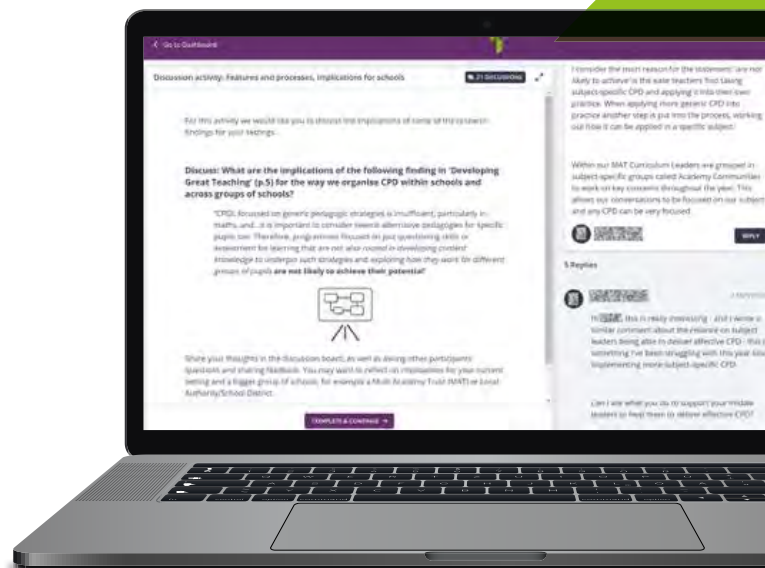 Go to Dashboard
Discussion activity: Features and processes, implications for schools
21 DISCUSSIONS
For this activity we would like you to discuss the implications of some of the research
findings for your settings.
Discuss: What are the implications of the following finding in 'Developing
Great Teaching' (p.5) for the way we organise CPD within schools and
across groups of schools?
"CPDL focussed on generic pedagogic strategies is insufficient, particularly in
maths, and... it is important to consider several alternative pedagogies for specific
pupils too. Therefore, programmes focused on just questioning skills or
assessment for learning that are not also rooted in developing content
knowledge to underpin such strategies and exploring how they work for different
groups of pupils are not likely to achieve their potential"
Share your thoughts in the discussion board, as well as asking other participants
questions and sharing feedback. You may want to reflect on implications for your current
setting and a bigger group of schools, for example a Multi Academy Trust (MAT) or Local
Authority/School District.
COMPLETE & CONTINUE
I consider the main reason for the statement, 'are not
likely to achieve' is the ease teachers find taking
subject-specific CPD and applying it into their own
practice. When applying more generic CPD into
practice another step is put into the process, working
out how it can be applied in a specific subject.
Within our MAT Curriculum Leaders are grouped in
subject-specific groups called Academy Communities
to work on key concerns throughout the year. This
allows our conversations to be focused on our subject
and any CPD can be very focused
REPLY
5 Replies
Hi this is really interesting - and I wrote a
similar comment about the reliance on subject
leaders being able to deliver effective CPD - this
something I've been struggling with this year
implementing more subject-specific CPD.
Can I ask what you do to support your middle
leaders to help them to deliver effective CPD?